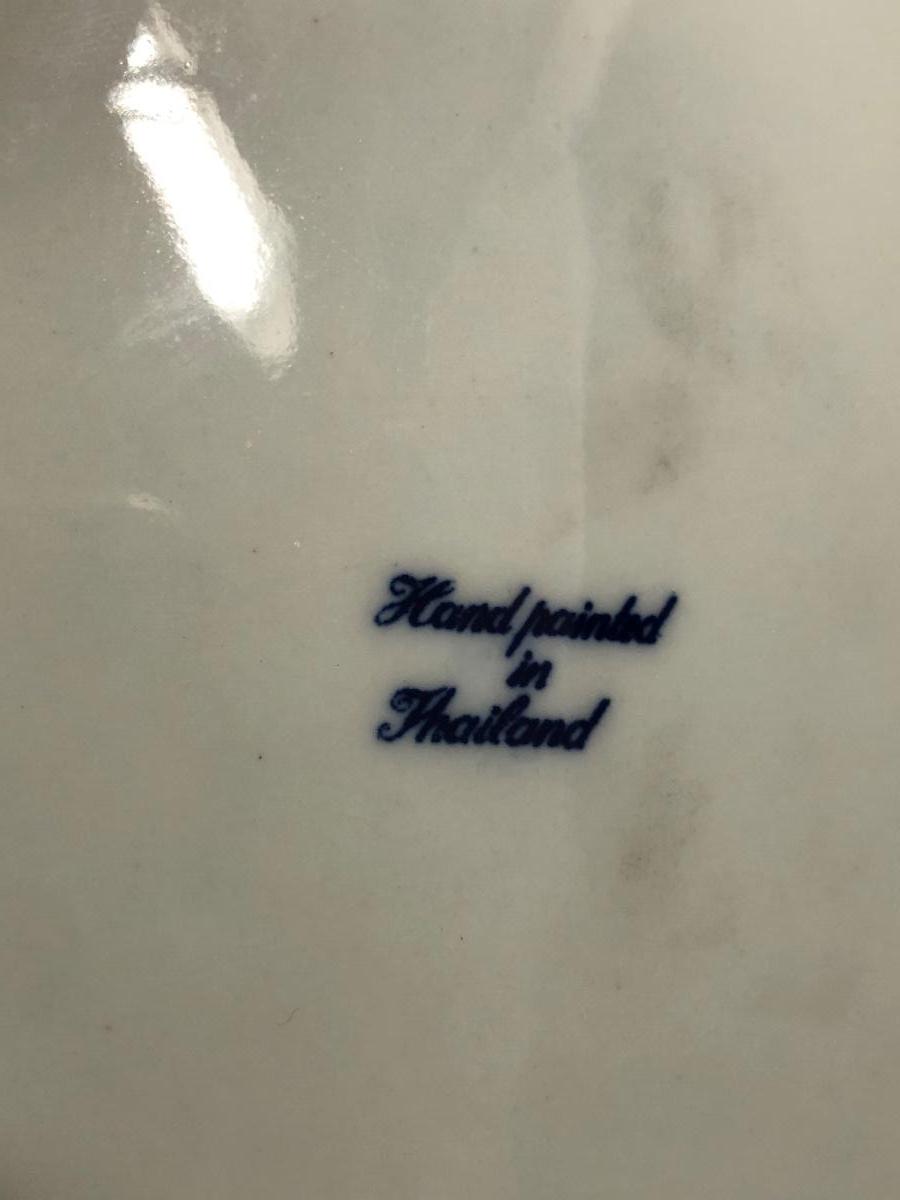 Hand painted
in
Thailand